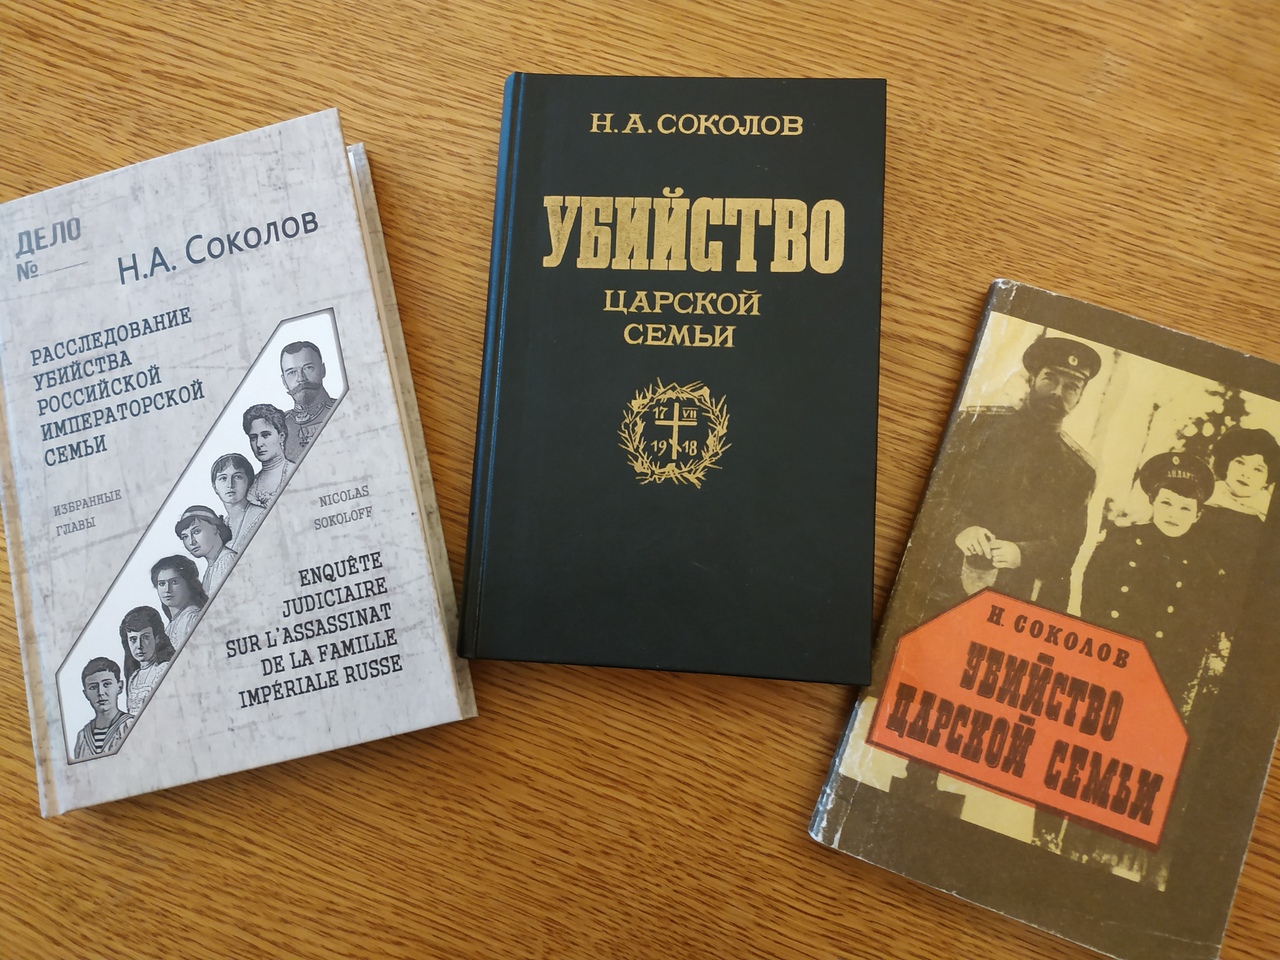 ДЕЛО
№
Н.А. Соколов
РАССЛЕДОВАНИЕ
УБИЙСТВА
РОССИЙСКОЙ
ИМПЕРАТОРСКОЙ
СЕМЬИ
ИЗБРАННЫЕ
ГЛАВЫ
NICOLAS
SOKOLOFF
ENQUÊTE
JUDICIAIRE
SUR L'ASSASSINAT
DE LA FAMILLE
IMPÉRIALE RUSSE
Н. А. СОКОЛОВ
УБИЙСТВО
ЦАРСКОЙ
СЕМЬИ
17 VII
19 18
Н. СОКОЛОВ
УБИЙСТВО
ЦАРСКОЙ СЕМЬИ